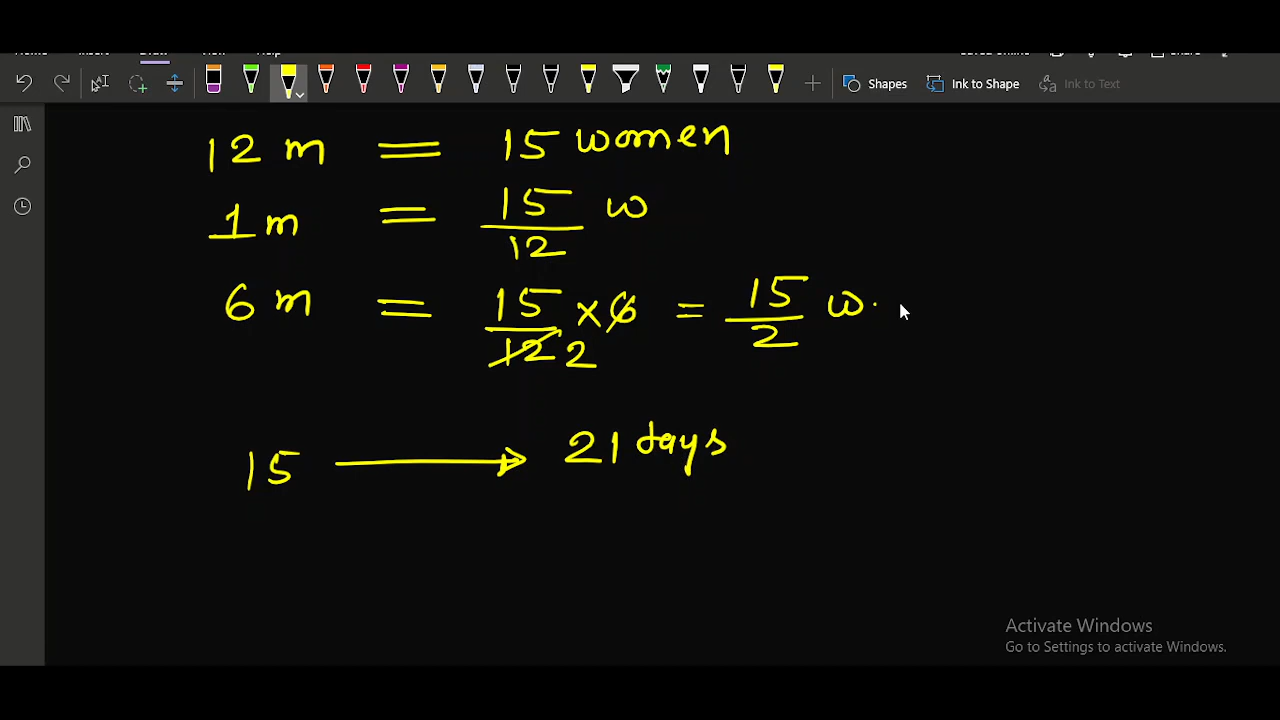 Shapes Ink to Shape Ink to Text
12 m = 15 women
1 m = 15/12 w
6 m = 15/12 2 × 6 = 15/2 w.
15 → 21 days
Activate Windows
Go to Settings to activate Windows.